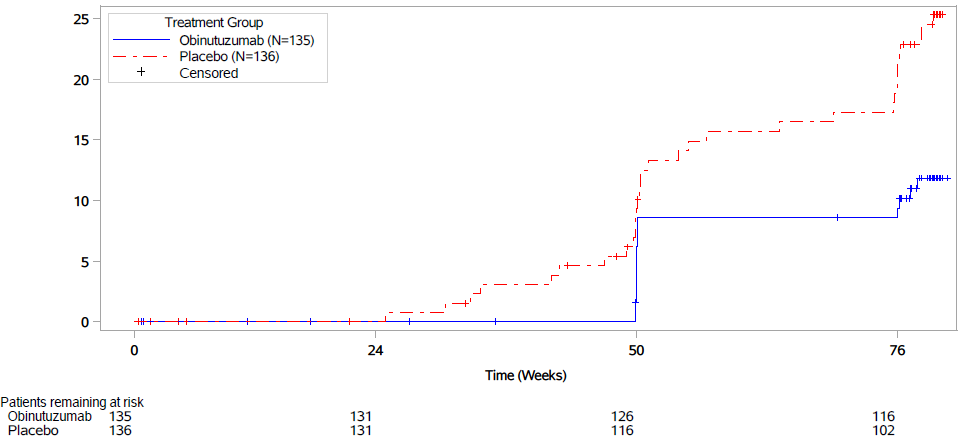 25
20
15
10
5
0
Treatment Group
Obinutuzumab (N=135)
Placebo (N=136)
Censored
0 24 50 76
Time (Weeks)
Patients remaining at risk
Obinutuzumab 135 131 126 116
Placebo 136 131 116 102